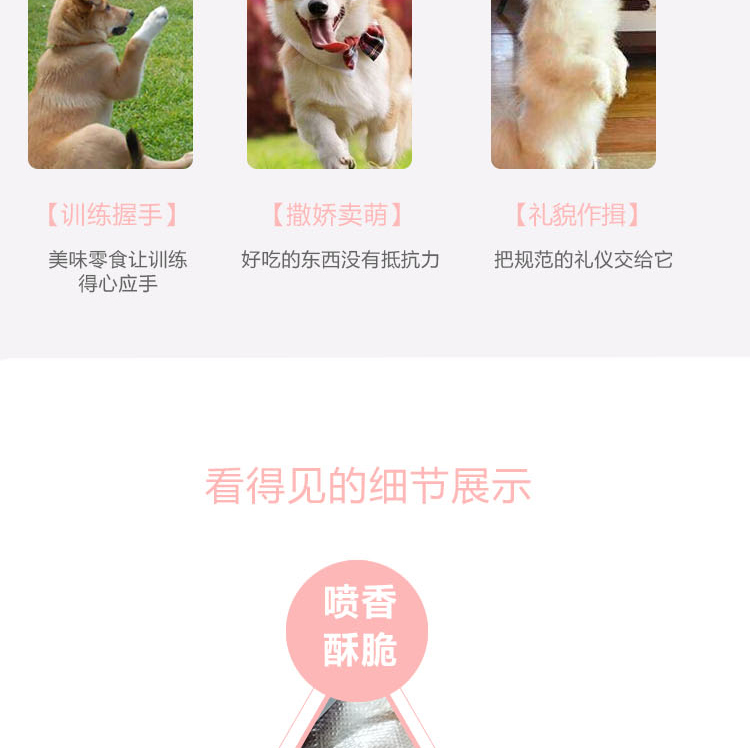 【训练握手】
美味零食让训练
得心应手
【撒娇卖萌】
好吃的东西没有抵抗力
【礼貌作揖】
把规范的礼仪交给它
看得见的细节展示
喷香
酥脆